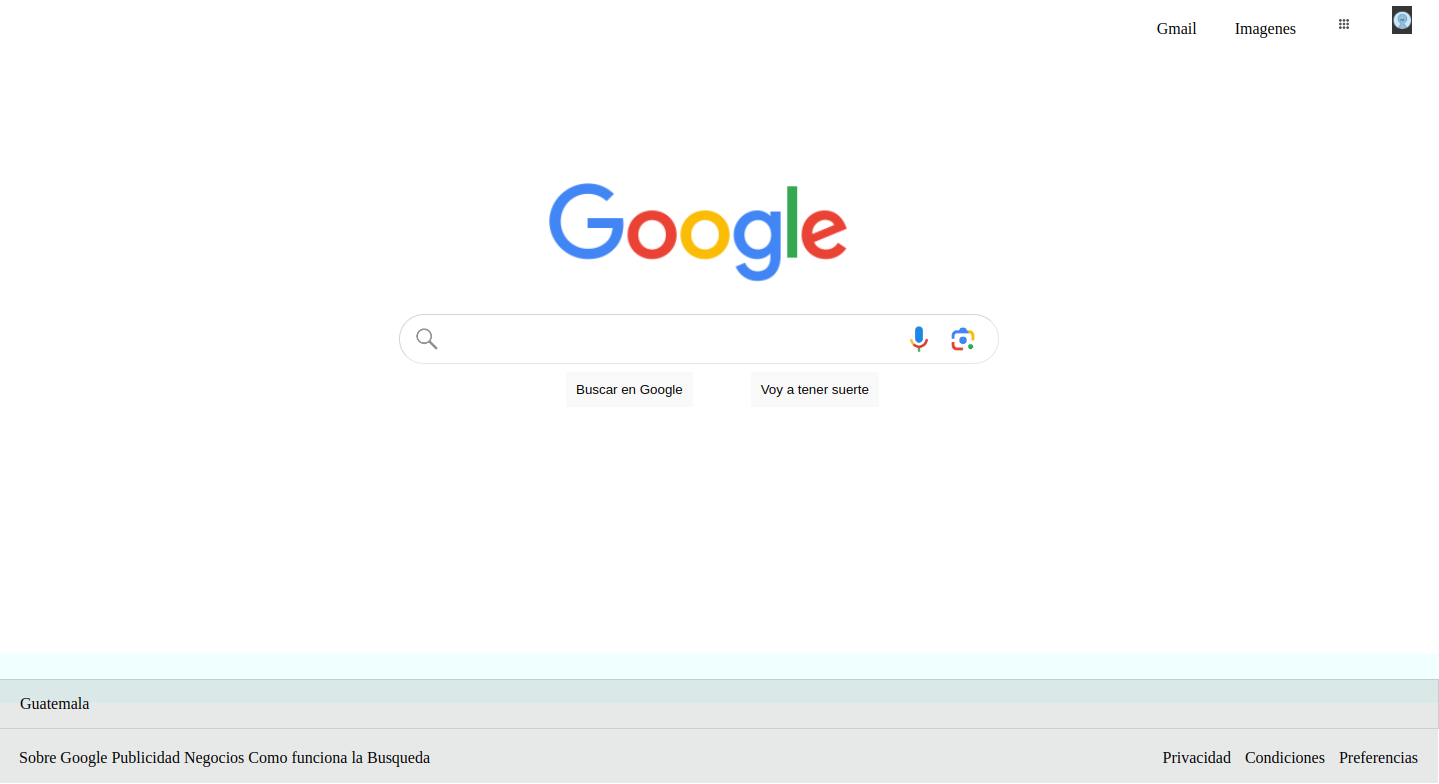 Gmail Imagenes
Google
Buscar en Google Voy a tener suerte
Guatemala
Sobre Google Publicidad Negocios Como funciona la Busqueda Privacidad Condiciones Preferencias